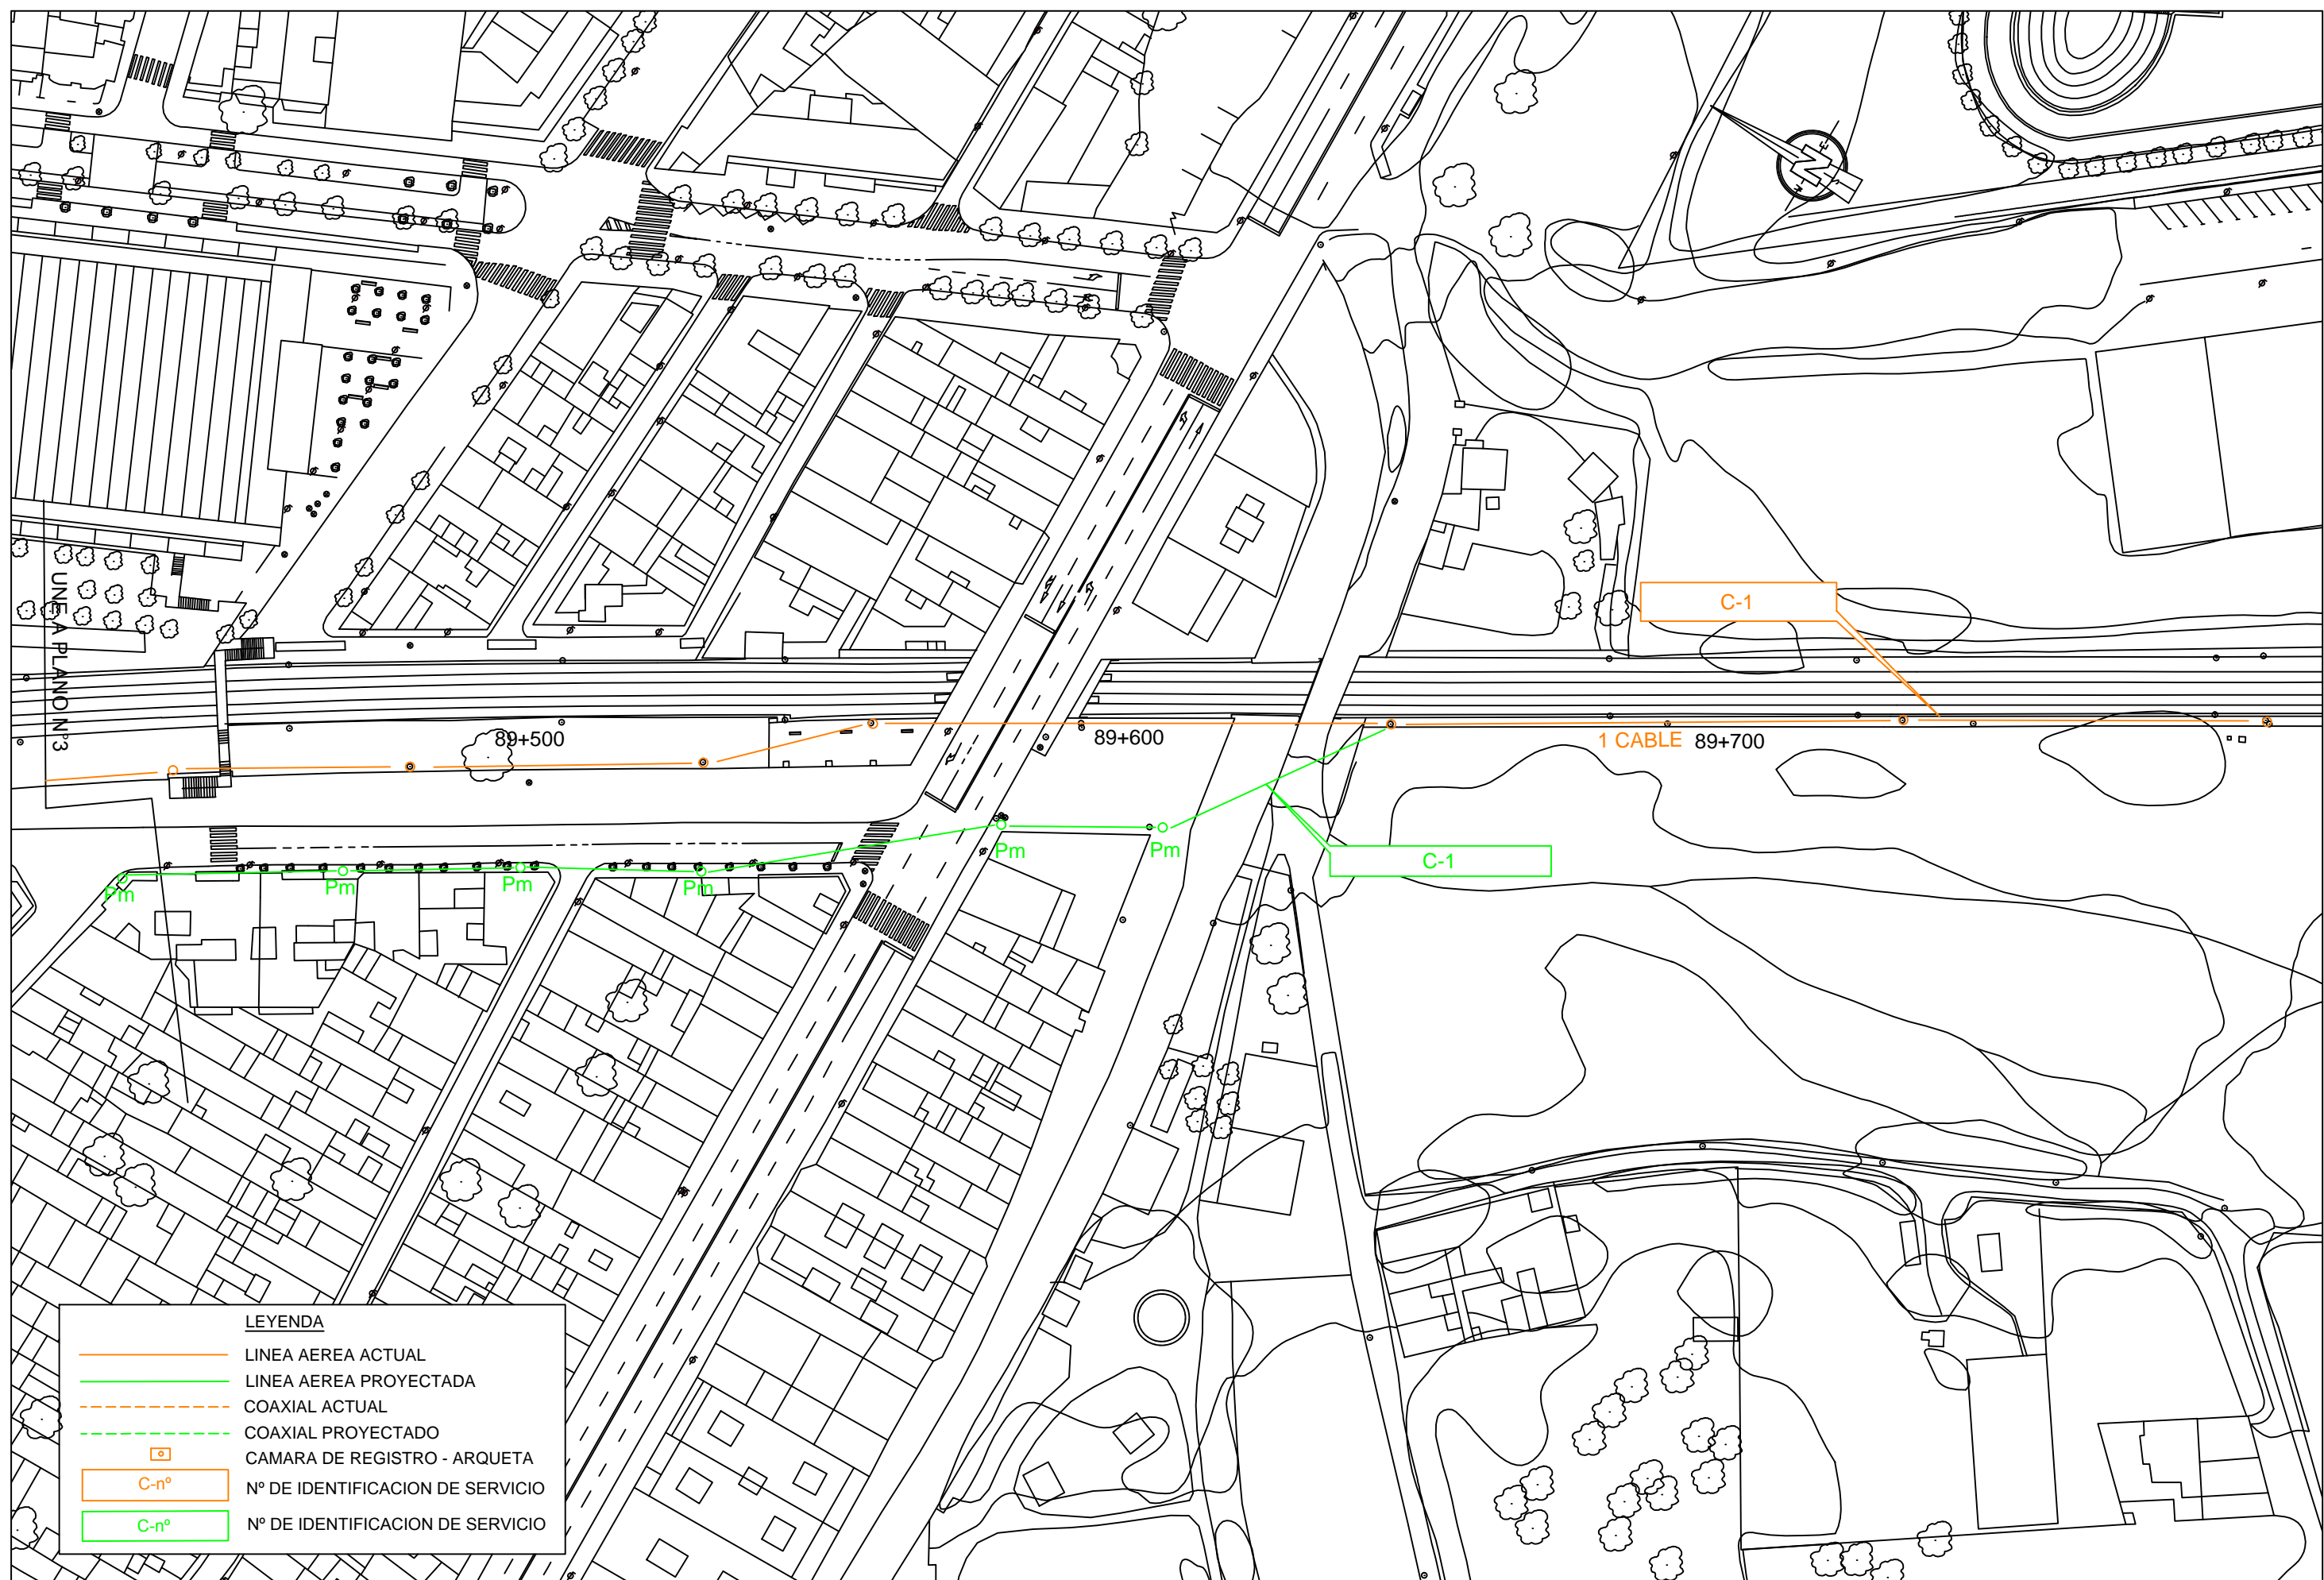 C-1
UNE A PLANO Nº3
89+500
89+600
1 CABLE
89+700
Pm
Pm
C-1
Pm
Pm
Pm
Pm
LEYENDA
LINEA AEREA ACTUAL
LINEA AEREA PROYECTADA
COAXIAL ACTUAL
COAXIAL PROYECTADO
CAMARA DE REGISTRO - ARQUETA
C-nº
Nº DE IDENTIFICACION DE SERVICIO
C-nº
Nº DE IDENTIFICACION DE SERVICIO